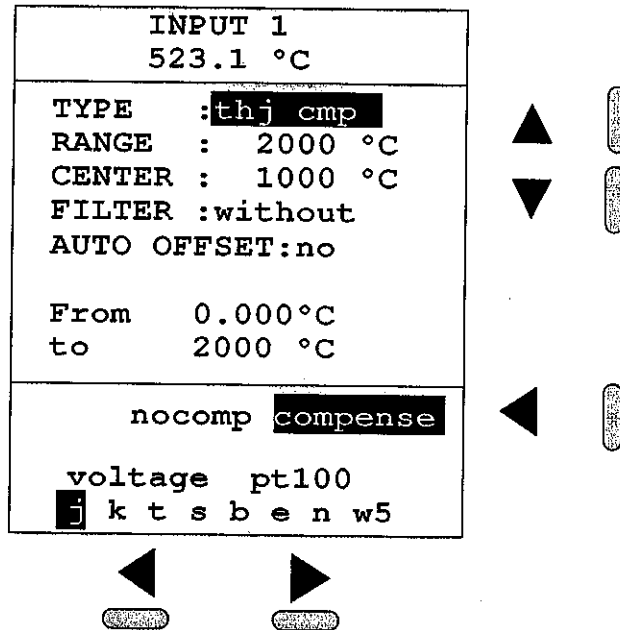 INPUT 1
523.1 °C
TYPE :thj cmp
RANGE : 2000 °C
CENTER : 1000 °C
FILTER :without
AUTO OFFSET:no
From 0.000°C
to 2000 °C
nocomp compense
voltage pt100
j k t s b e n w5